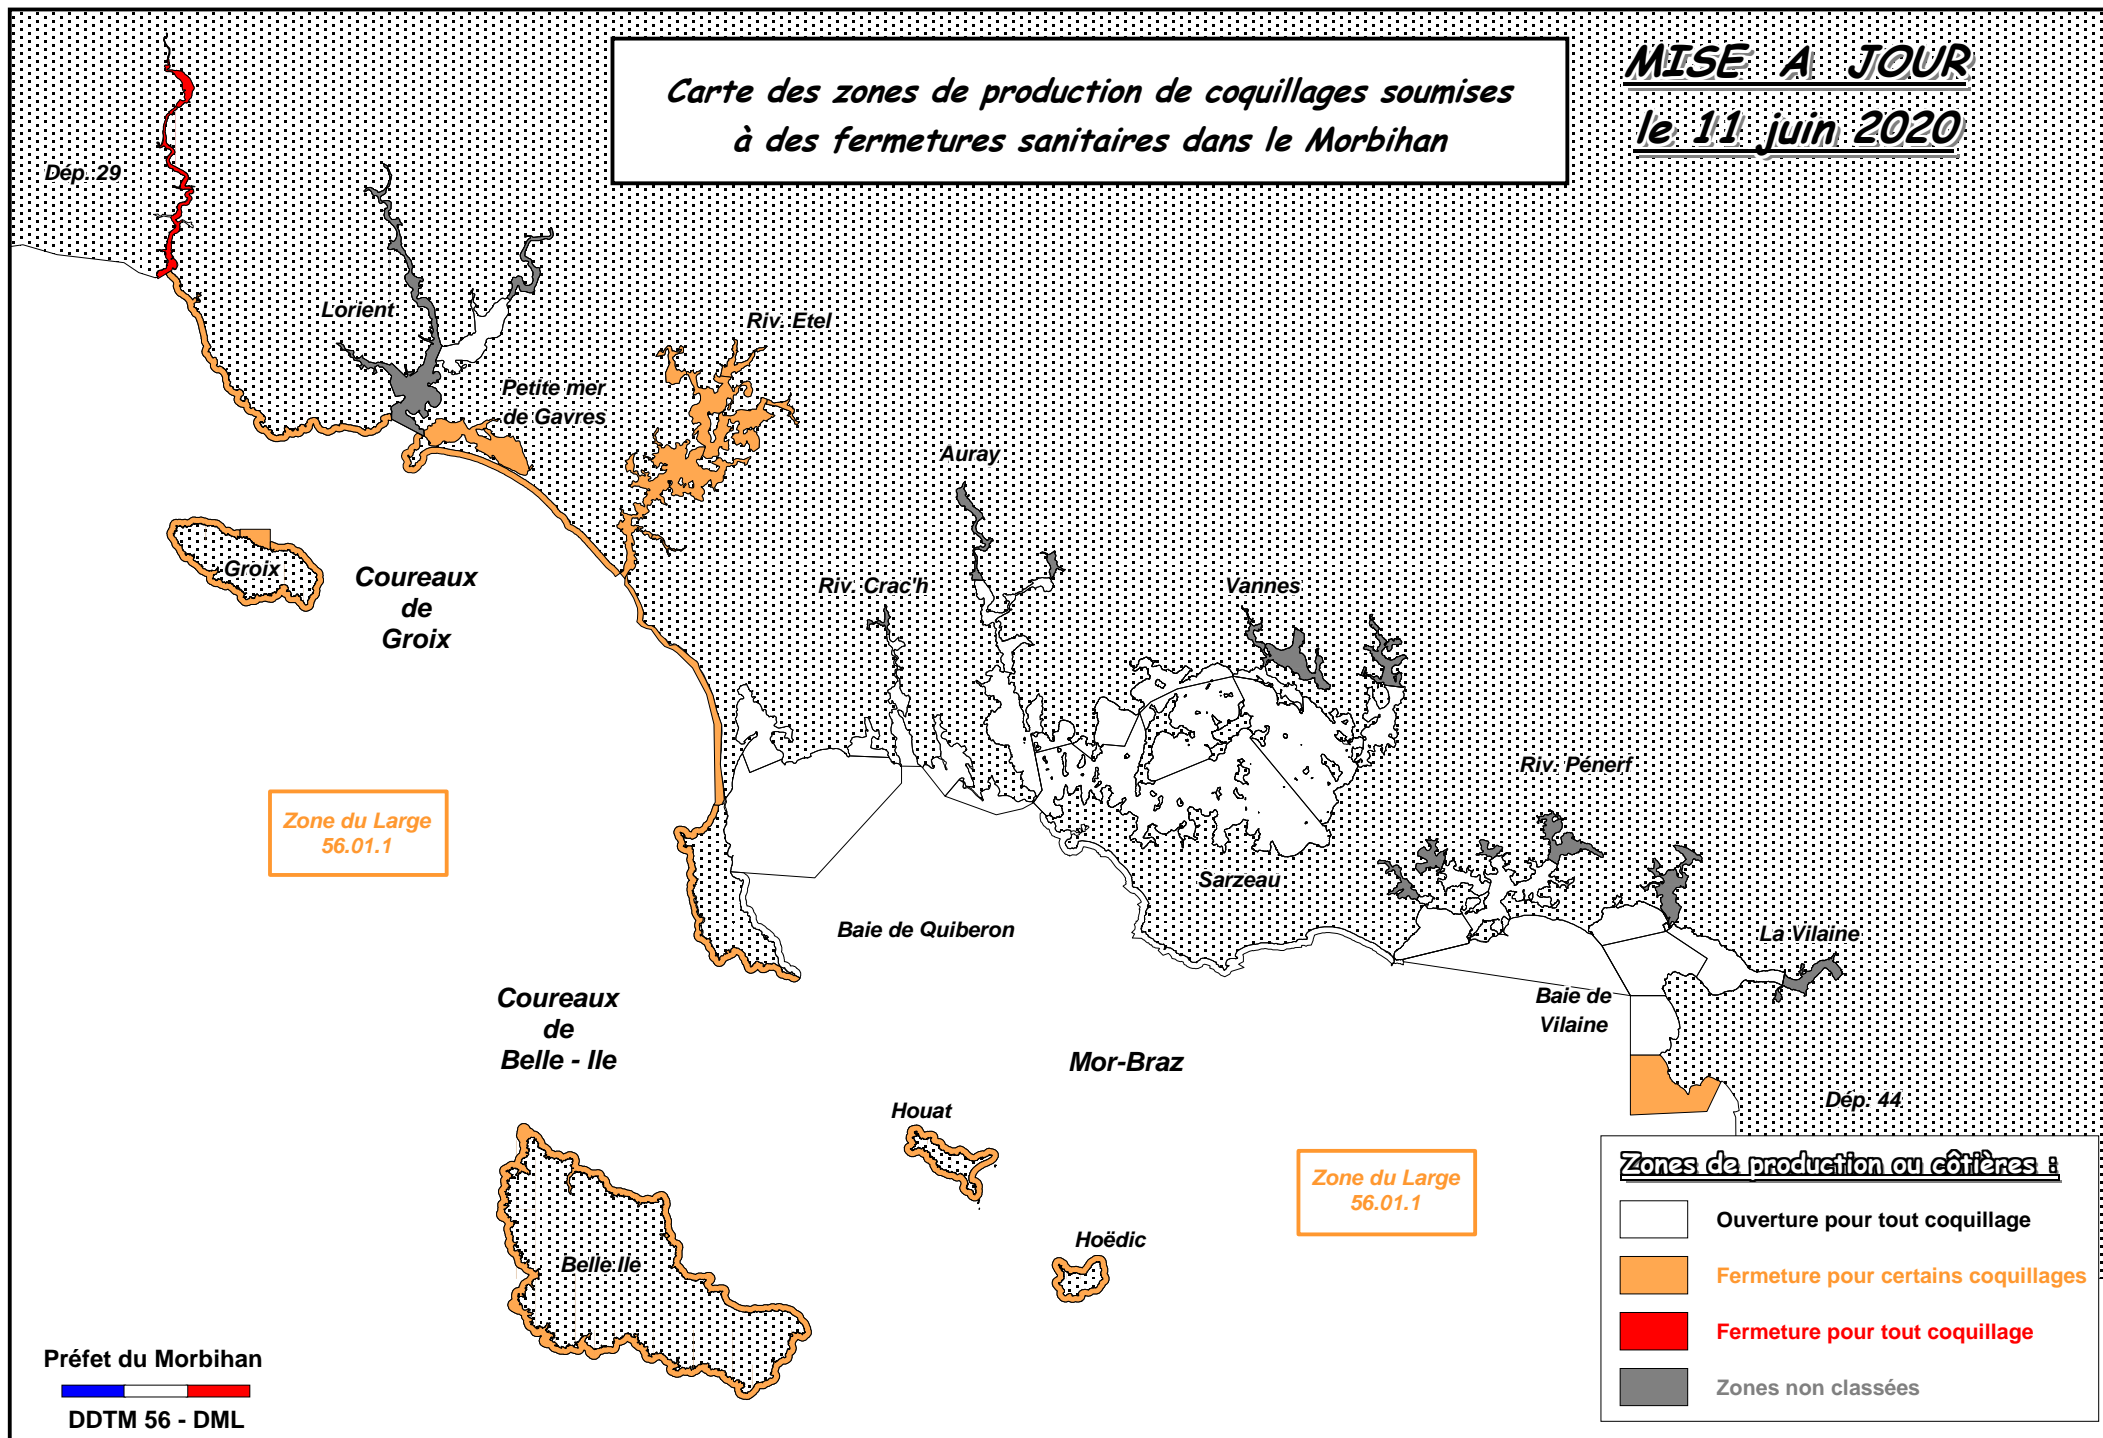 Carte des zones de production de coquillages soumises
à des fermetures sanitaires dans le Morbihan
MISE A JOUR
le 11 juin 2020
Dép. 29
Lorient
Riv. Etel
Petite mer
de Gavres
Auray
Groix
Coureaux
de
Groix
Riv. Crac'h
Vannes
Riv. Pénerf
Zone du Large
56.01.1
Sarzeau
Baie de Quiberon
La Vilaine
Coureaux
de
Belle - Ile
Baie de
Vilaine
Mor-Braz
Houat
Dép. 44
Zone du Large
56.01.1
Hoëdic
Belle Ile
Zones de production ou côtières :
Ouverture pour tout coquillage
Fermeture pour certains coquillages
Fermeture pour tout coquillage
Zones non classées
Préfet du Morbihan
DDTM 56 - DML